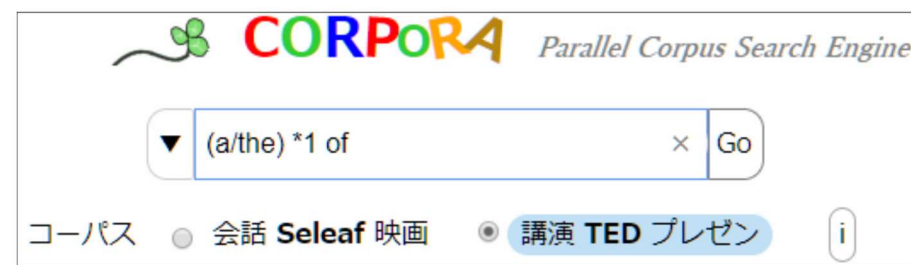 CORPoRA Parallel Corpus Search Engine
▼ (a/the) *1 of × Go
コーパス 会話 Seleaf 映画 講演 TED プレゼン i